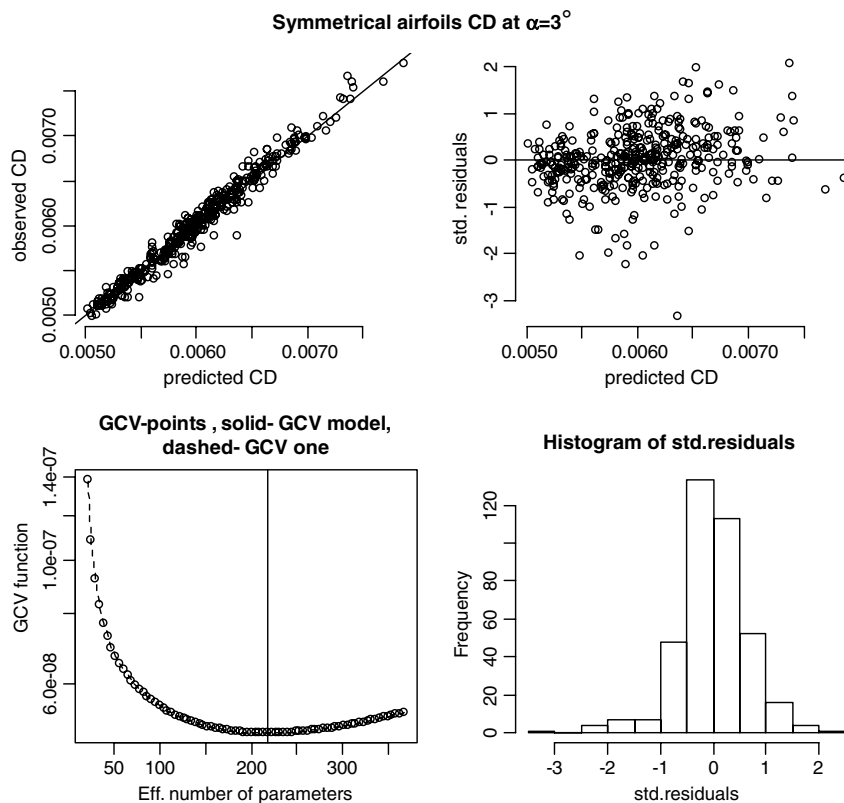 Symmetrical airfoils CD at α=3°
observed CD
0.0050
0.0060
0.0070
0.0050
0.0060
0.0070
predicted CD
std. residuals
2
1
0
-1
-2
-3
0.0050
0.0060
0.0070
predicted CD
GCV-points , solid- GCV model,
dashed- GCV one
GCV function
1.4e-07
1.0e-07
6.0e-08
50
100
200
300
Eff. number of parameters
Histogram of std.residuals
Frequency
120
80
60
40
20
0
-3
-2
-1
0
1
2
std.residuals